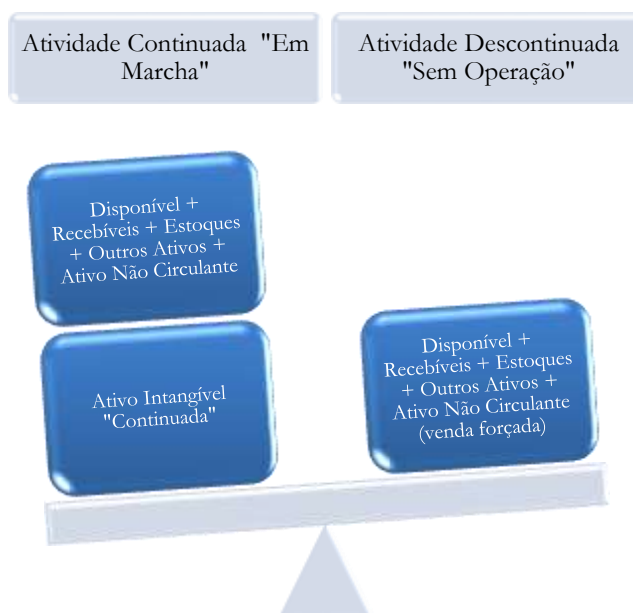 Atividade Continuada  "Em
Marcha"
Atividade Descontinuada
"Sem Operação"
Disponível +
Recebíveis + Estoques
+ Outros Ativos +
Ativo Não Circulante
Ativo Intangível
"Continuada"
Disponível +
Recebíveis + Estoques
+ Outros Ativos +
Ativo Não Circulante
(venda forçada)